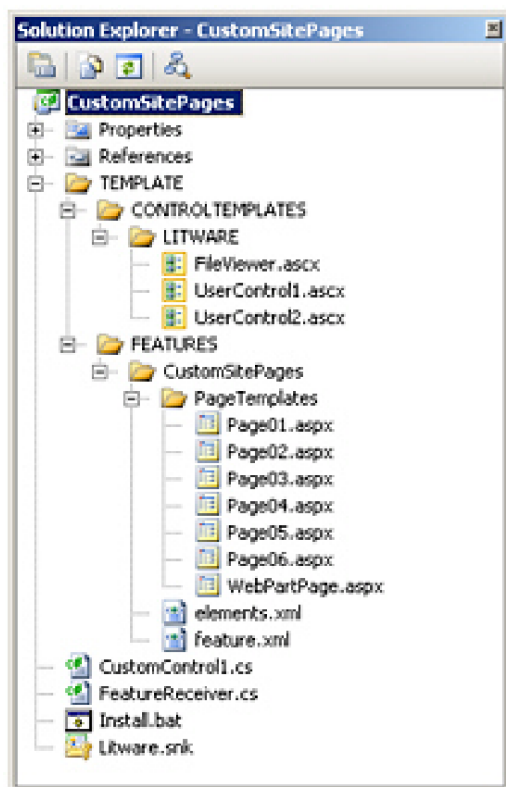 Solution Explorer - CustomSitePages
CustomSitePages
Properties
References
TEMPLATE
CONTROLTEMPLATES
LITWARE
FileViewer.ascx
UserControl1.ascx
UserControl2.ascx
FEATURES
CustomSitePages
PageTemplates
Page01.aspx
Page02.aspx
Page03.aspx
Page04.aspx
Page05.aspx
Page06.aspx
WebPartPage.aspx
elements.xml
feature.xml
CustomControl1.cs
FeatureReceiver.cs
Install.bat
Litware.snk